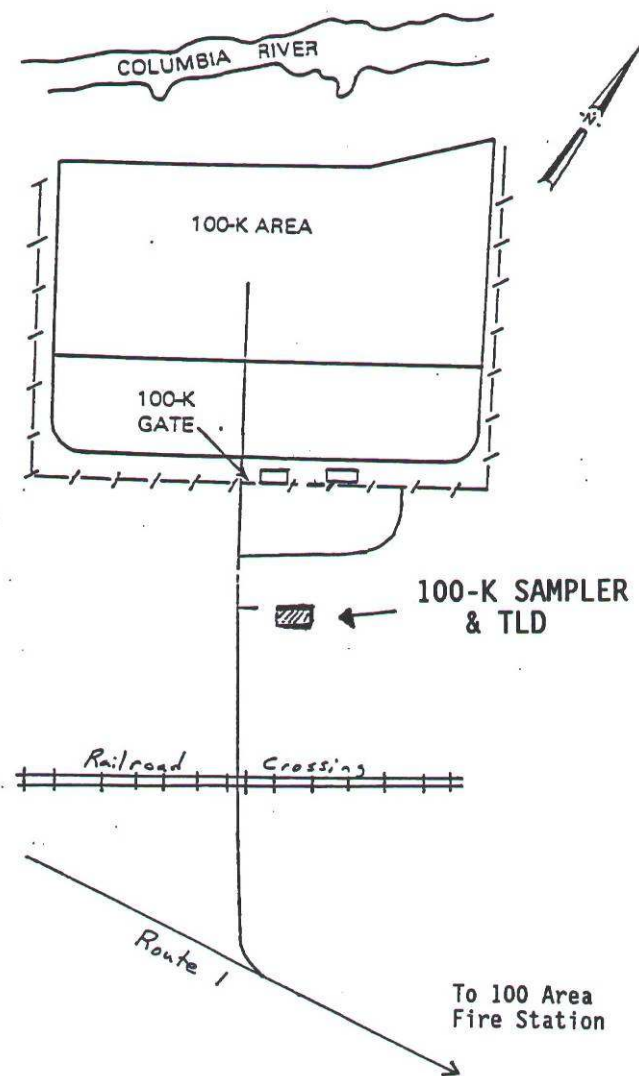 COLUMBIA RIVER
N
100-K AREA
100-K
GATE
100-K SAMPLER
& TLD
Railroad Crossing
Route 1
To 100 Area
Fire Station